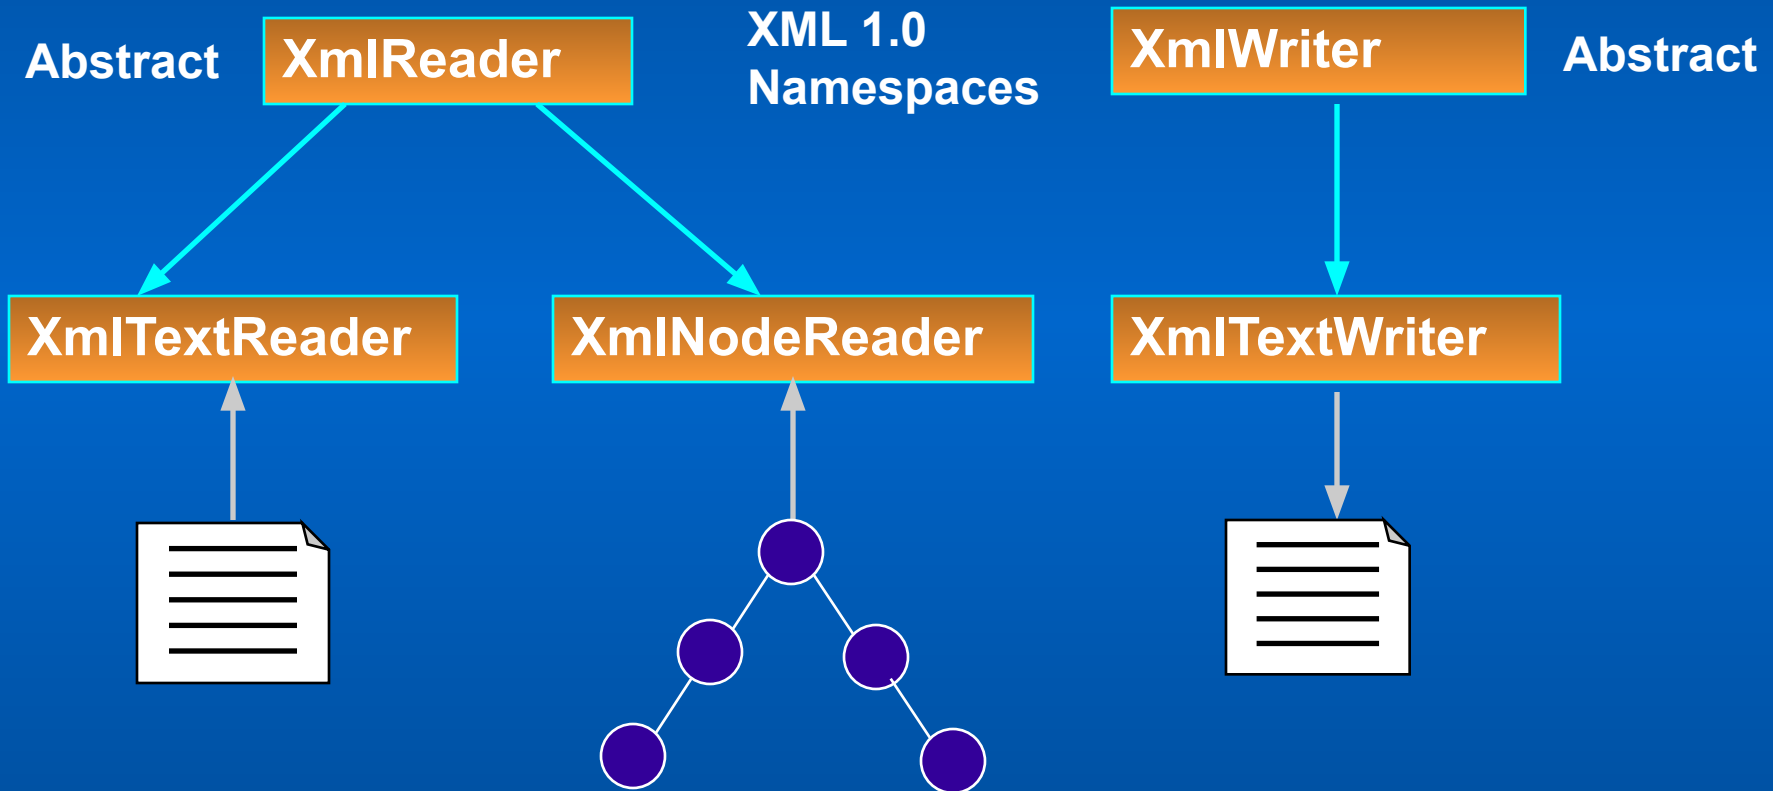 Abstract
XmlReader
XML 1.0
Namespaces
XmlWriter
Abstract
XmlTextReader
XmlNodeReader
XmlTextWriter